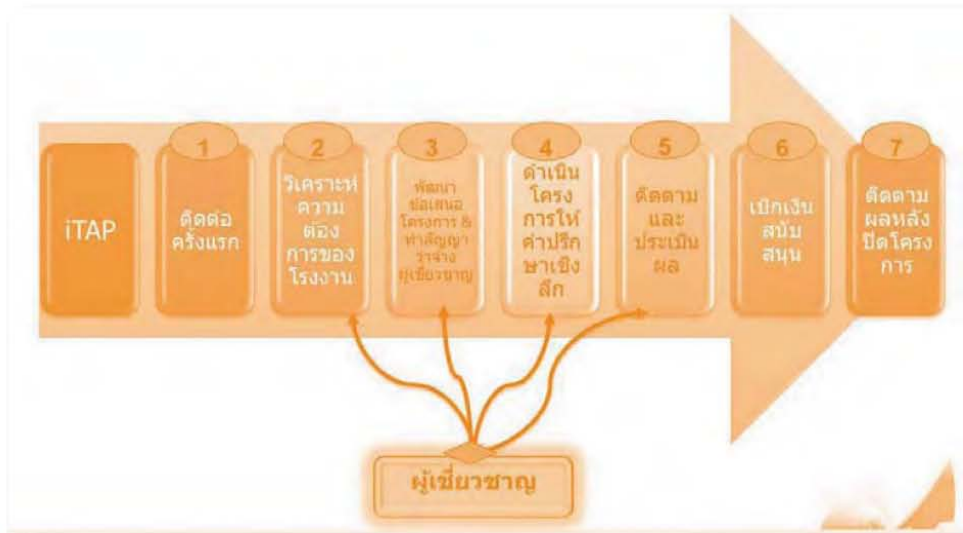 iTAP
1
ติดต่อ
ครั้งแรก
2
วิเคราะห์
ความ
ต้อง
การของ
โรงงาน
3
พัฒนา
ข้อเสนอ
โครงการ &
ทำสัญญา
ว่าจ้าง
ผู้เชี่ยวชาญ
4
ดำเนิน
โครง
การให้
คำปรึก
ษาเชิง
ลึก
5
ติดตาม
และ
ประเมิน
ผล
6
เบิกเงิน
สนับ
สนุน
7
ติดตาม
ผลหลัง
ปิดโครง
การ
ผู้เชี่ยวชาญ